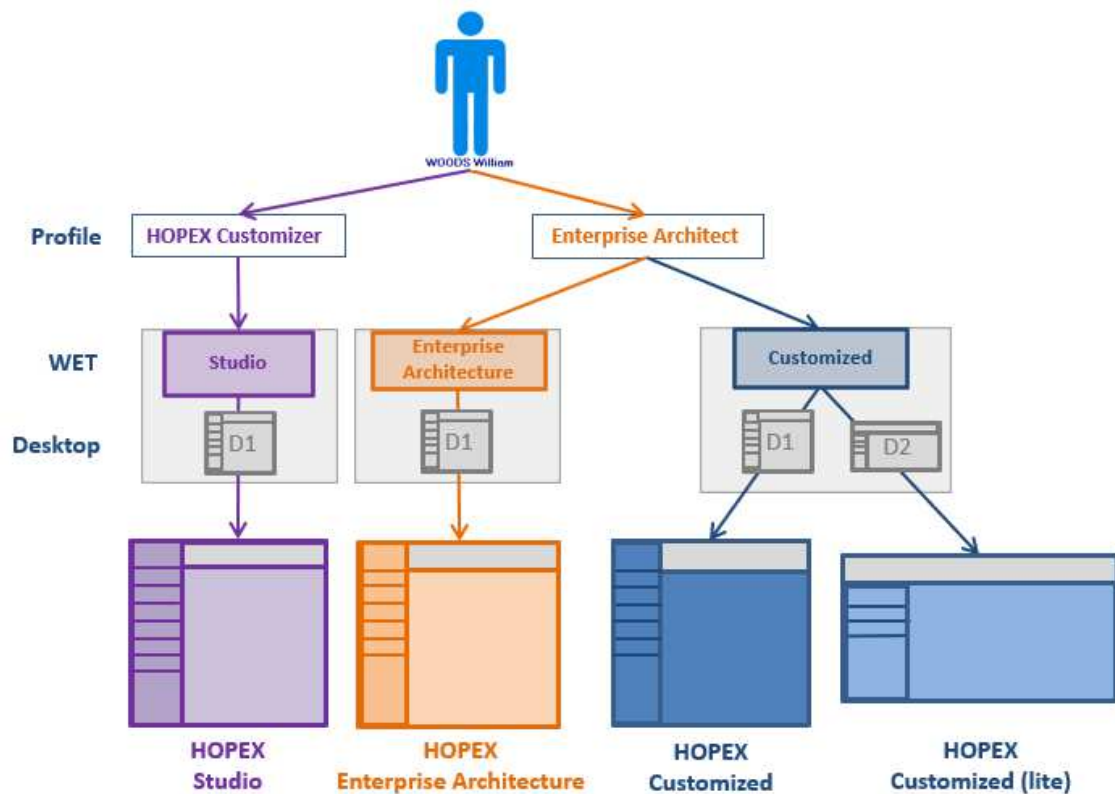 WOODS William
Profile
HOPEX Customizer
Enterprise Architect
WET
Studio
Enterprise
Architecture
Customized
Desktop
D1
D1
D1
D2
HOPEX
Studio
HOPEX
Enterprise Architecture
HOPEX
Customized
HOPEX
Customized (lite)